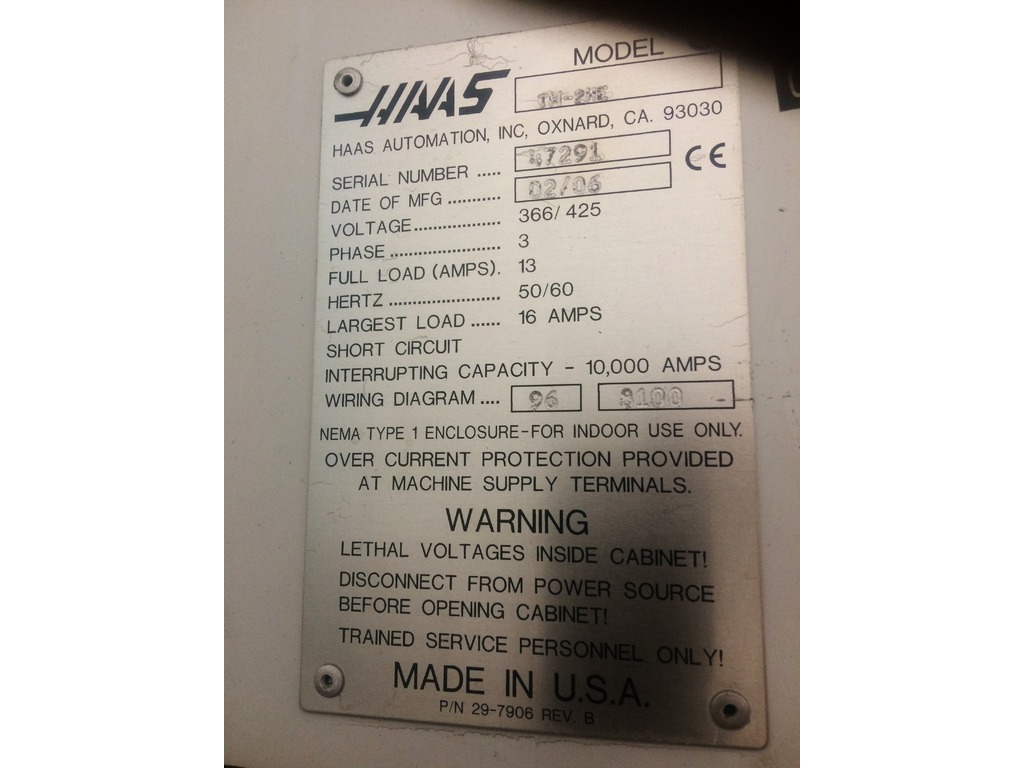 MODEL
HAAS
TM-2HE
HAAS AUTOMATION, INC, OXNARD, CA. 93030
SERIAL NUMBER ..... 47291
DATE OF MFG ........... 02/06
VOLTAGE.................. 366/425
PHASE ....................... 3
FULL LOAD (AMPS). 13
HERTZ ....................... 50/60
LARGEST LOAD ...... 16 AMPS
SHORT CIRCUIT
INTERRUPTING CAPACITY - 10,000 AMPS
WIRING DIAGRAM .... 96
CE
NEMA TYPE 1 ENCLOSURE-FOR INDOOR USE ONLY.
OVER CURRENT PROTECTION PROVIDED
AT MACHINE SUPPLY TERMINALS.
WARNING
LETHAL VOLTAGES INSIDE CABINET!
DISCONNECT FROM POWER SOURCE
BEFORE OPENING CABINET!
TRAINED SERVICE PERSONNEL ONLY!
MADE IN U.S.A.
P/N 29-7906 REV. B